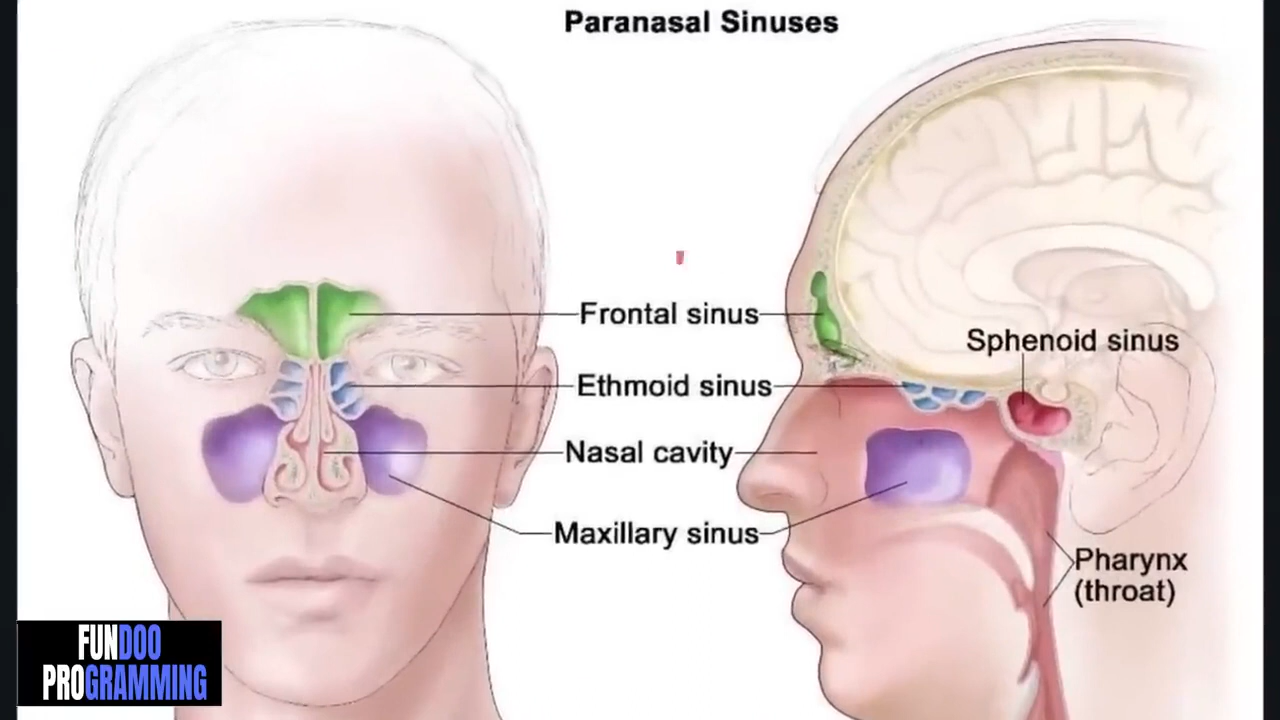 Paranasal Sinuses
Frontal sinus
Sphenoid sinus
Ethmoid sinus
Nasal cavity
Maxillary sinus
Pharynx
(throat)
FUNDOO
PROGRAMMING